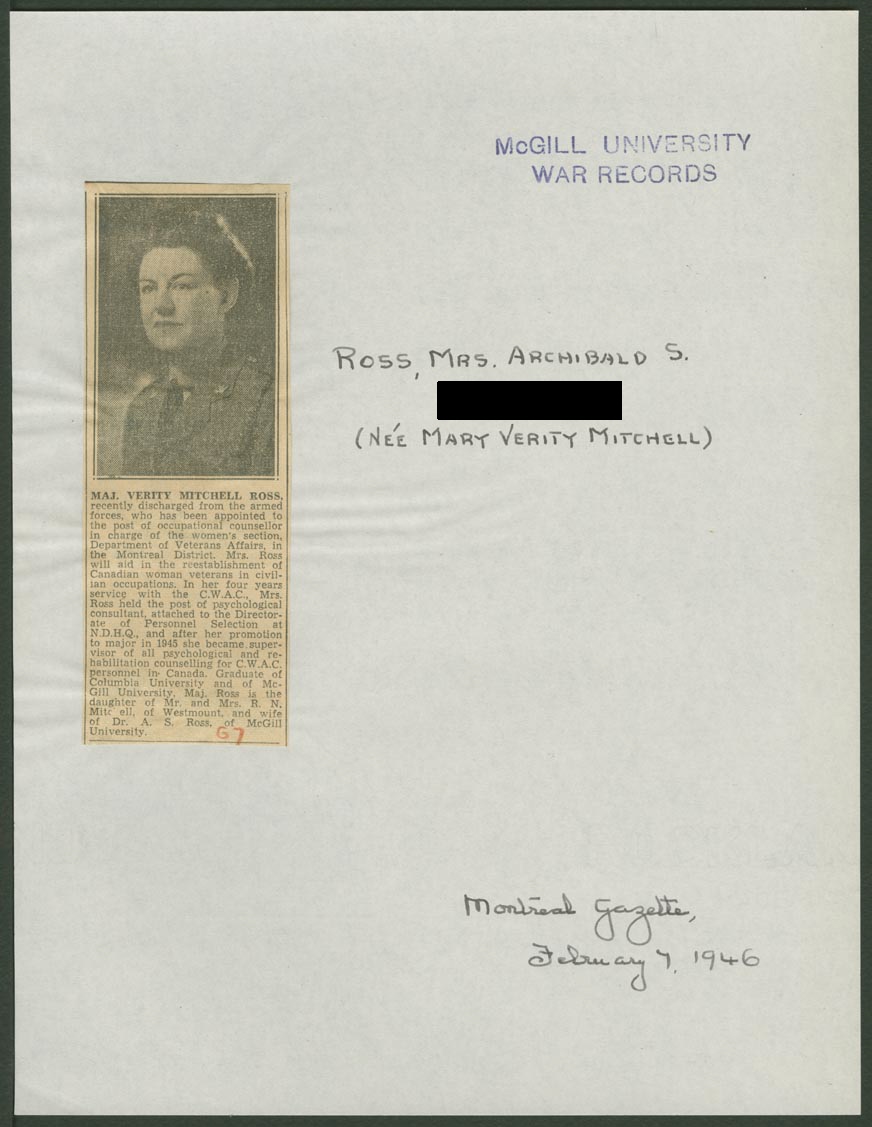 McGILL UNIVERSITY
WAR RECORDS
ROSS, MRS. ARCHIBALD S.
(NÉE MARY VERITY MITCHELL)
MAJ. VERITY MITCHELL ROSS,
recently discharged from the armed
forces, who has been appointed to
the post of occupational counsellor
in charge of the women's section,
Department of Veterans Affairs, in
the Montreal District. Mrs. Ross
will aid in the reestablishment of
Canadian woman veterans in civil-
ian occupations. In her four years
service with the C.W.A.C., Mrs.
Ross held the post of psychological
consultant, attached to the Director-
ate of Personnel Selection at
N.D.H.Q., and after her promotion
to major in 1945 she became super-
visor of all psychological and re-
habilitation counselling for C.W.A.C.
personnel in Canada. Graduate of
Columbia University and of Mc-
Gill University, Maj. Ross is the
daughter of Mr. and Mrs. R. N.
Mitc ell, of Westmount, and wife
of Dr. A. S. Ross, of McGill
University.
G7
Montreal Gazette,
February 7, 1946